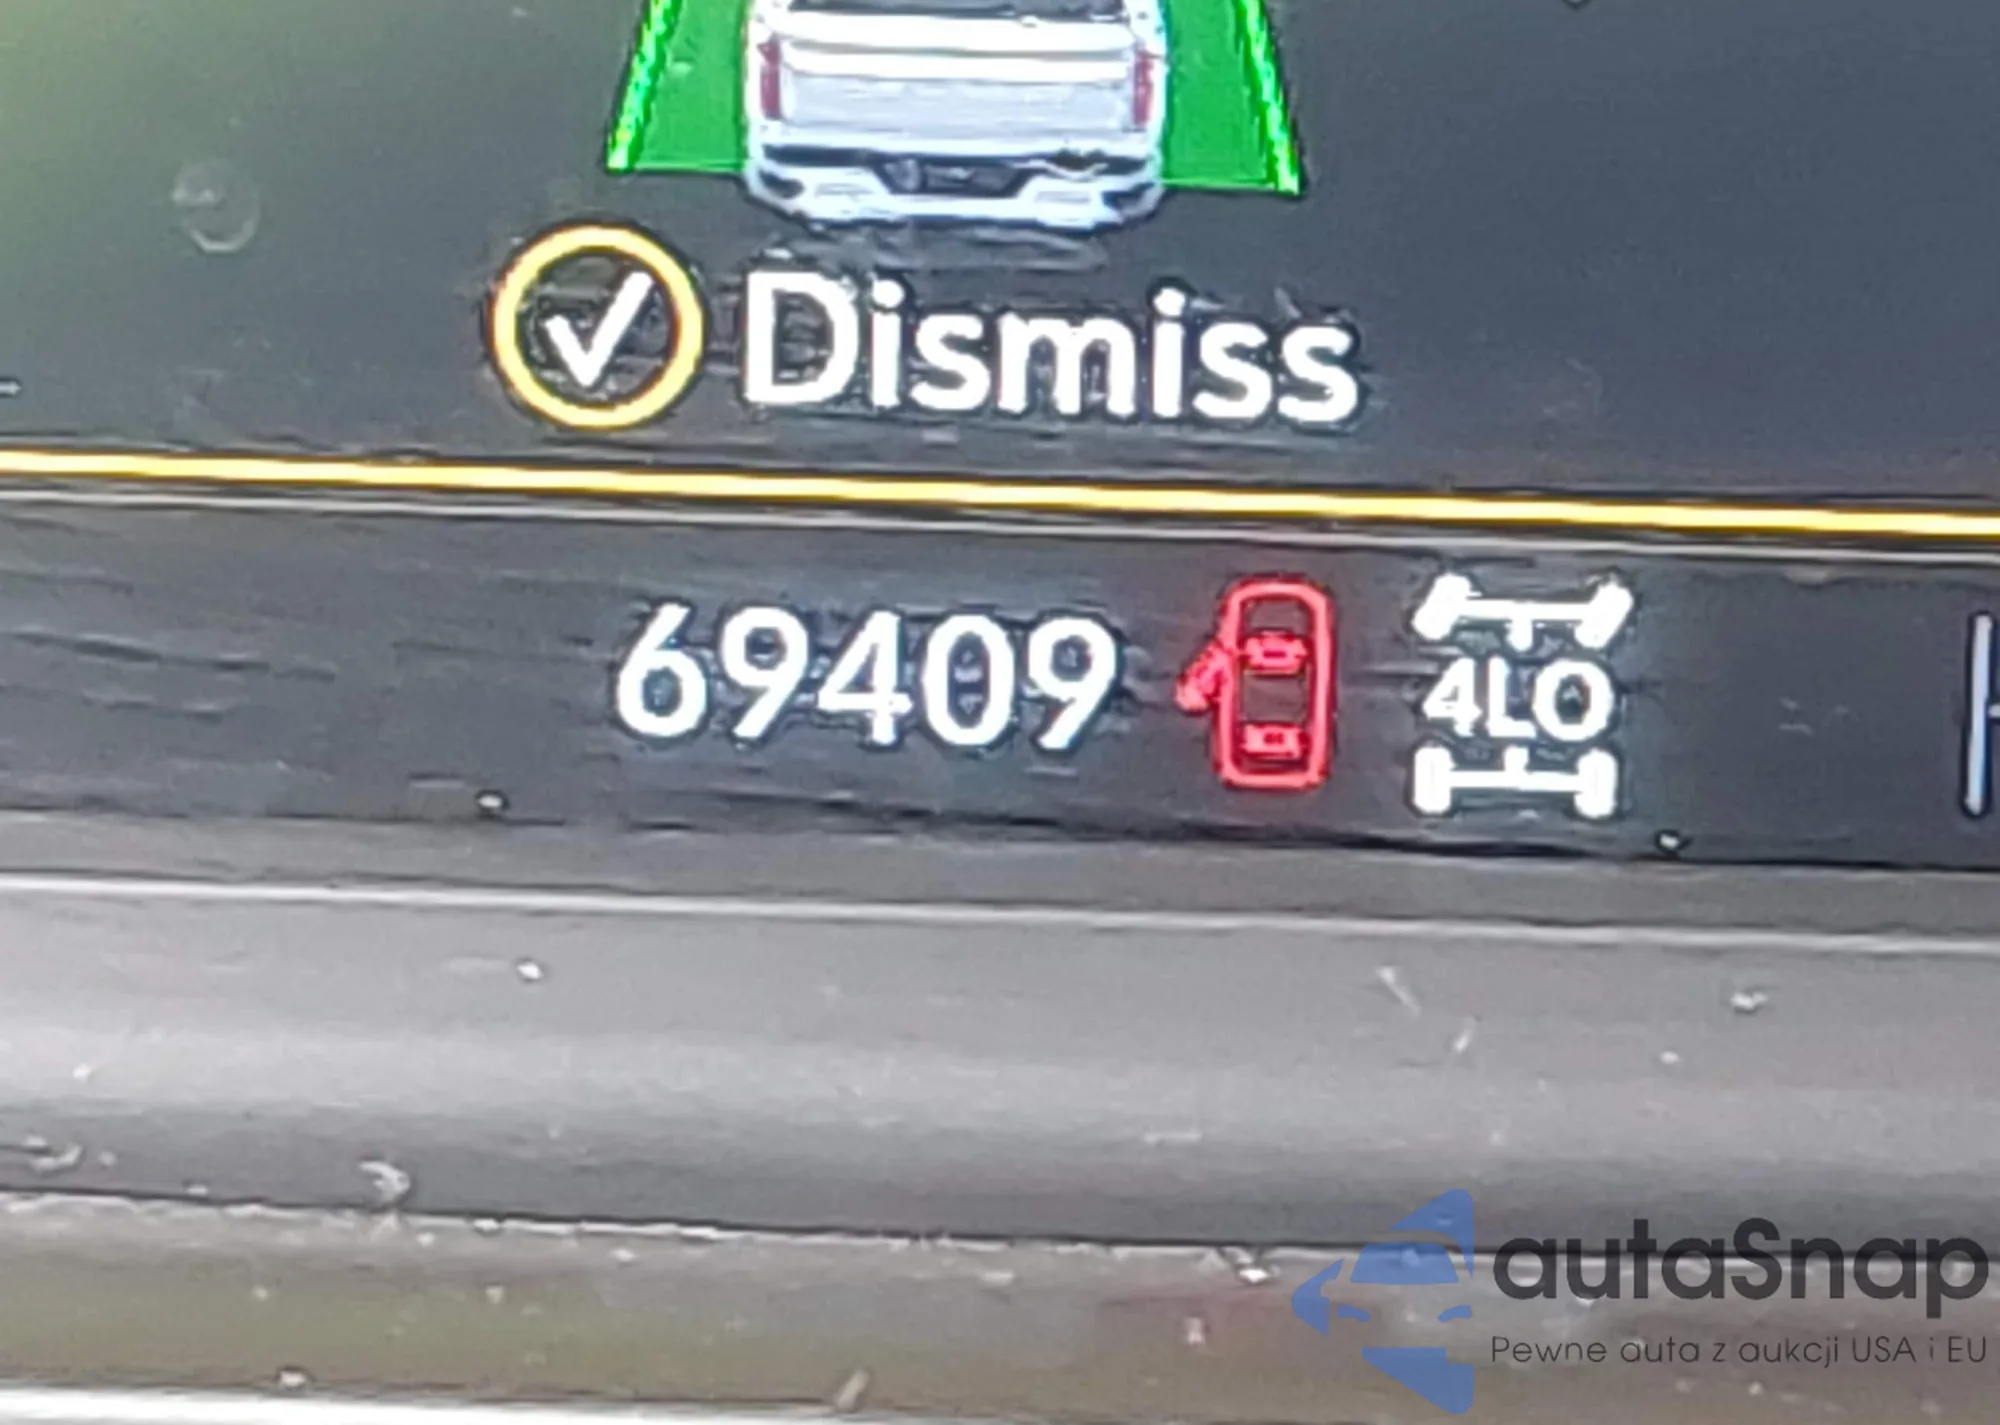 Dismiss
69409
4LO
autaSnap
Pewne auta z aukcji USA i EU